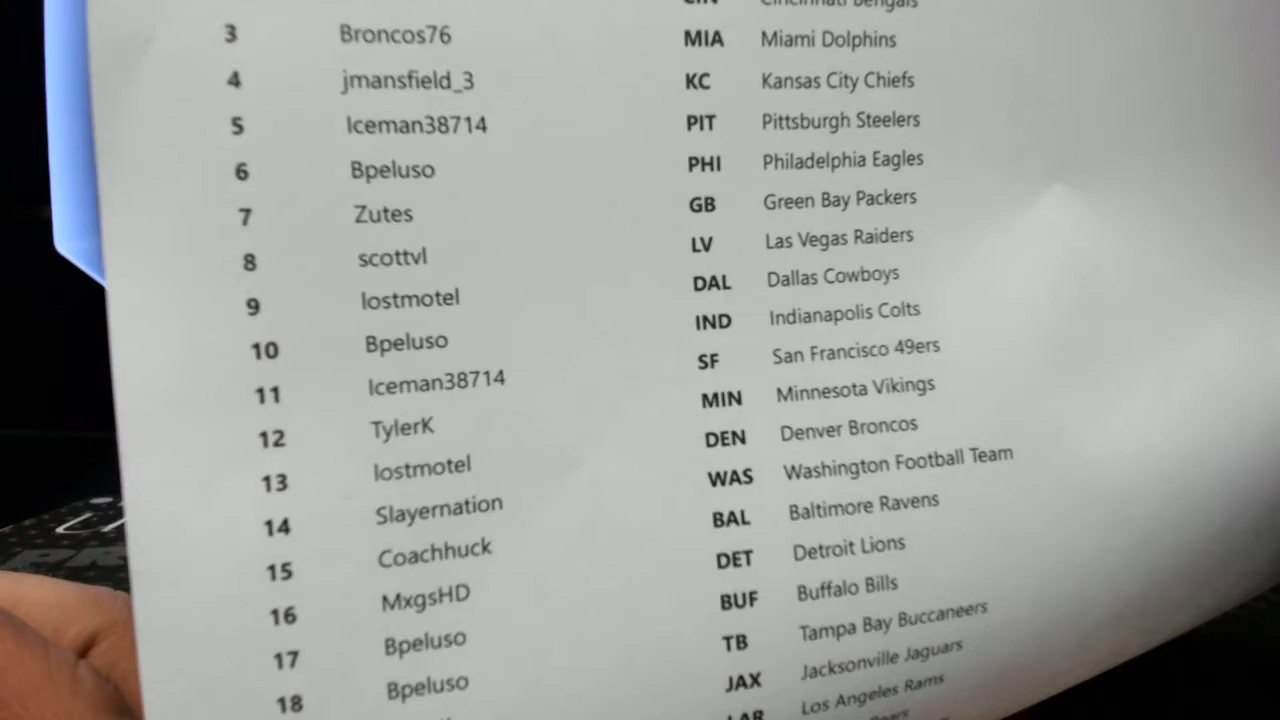 CIN Cincinnati Bengals
3 Broncos76 MIA Miami Dolphins
4 jmansfield_3 KC Kansas City Chiefs
5 Iceman38714 PIT Pittsburgh Steelers
6 Bpeluso PHI Philadelphia Eagles
7 Zutes GB Green Bay Packers
8 scottvl LV Las Vegas Raiders
9 lostmotel DAL Dallas Cowboys
10 Bpeluso IND Indianapolis Colts
11 Iceman38714 SF San Francisco 49ers
12 TylerK MIN Minnesota Vikings
13 lostmotel DEN Denver Broncos
14 Slayernation WAS Washington Football Team
15 Coachhuck BAL Baltimore Ravens
16 MxgsHD DET Detroit Lions
17 Bpeluso BUF Buffalo Bills
18 Bpeluso TB Tampa Bay Buccaneers
JAX Jacksonville Jaguars
LAR Los Angeles Rams